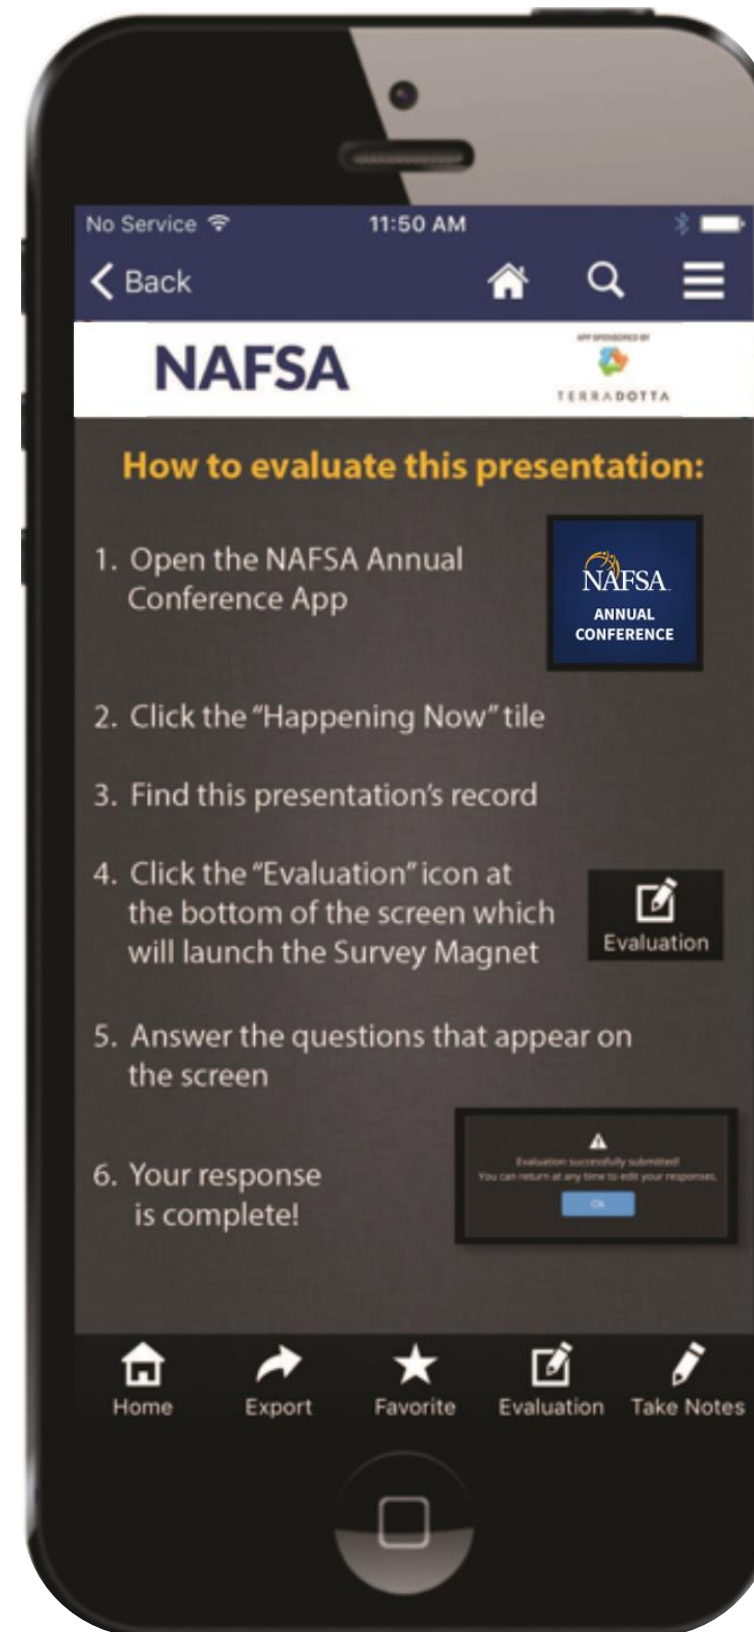 No Service 11:50 AM
Back
NAFSA
APP SPONSORED BY
TERRADOTTA
How to evaluate this presentation:
1. Open the NAFSA Annual
Conference App
NAFSA
ANNUAL
CONFERENCE
2. Click the “Happening Now” tile
3. Find this presentation’s record
4. Click the “Evaluation” icon at
the bottom of the screen which
will launch the Survey Magnet
Evaluation
5. Answer the questions that appear on
the screen
Evaluation successfully submitted!
You can return at any time to edit your responses.
Ok
6. Your response
is complete!
Home Export Favorite Evaluation Take Notes